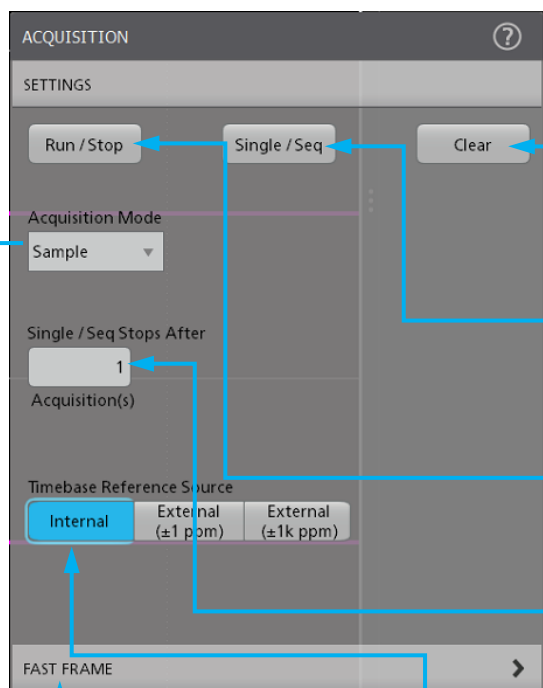 ACQUISITION
?
SETTINGS
Run / Stop
Single / Seq
Clear
Acquisition Mode
Sample
Single / Seq Stops After
1
Acquisition(s)
Timebase Reference Source
Internal
External
(±1 ppm)
External
(±1k ppm)
FAST FRAME